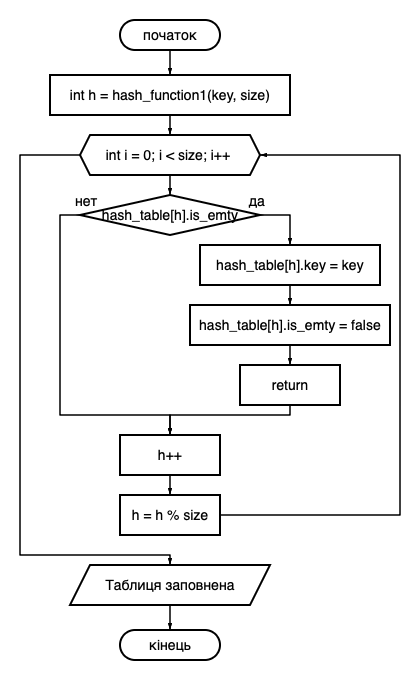 початок
int h = hash_function1(key, size)
int i = 0; i < size; i++
нет
hash_table[h].is_emty
да
hash_table[h].key = key
hash_table[h].is_emty = false
return
h++
h = h % size
Таблиця заповнена
кінець